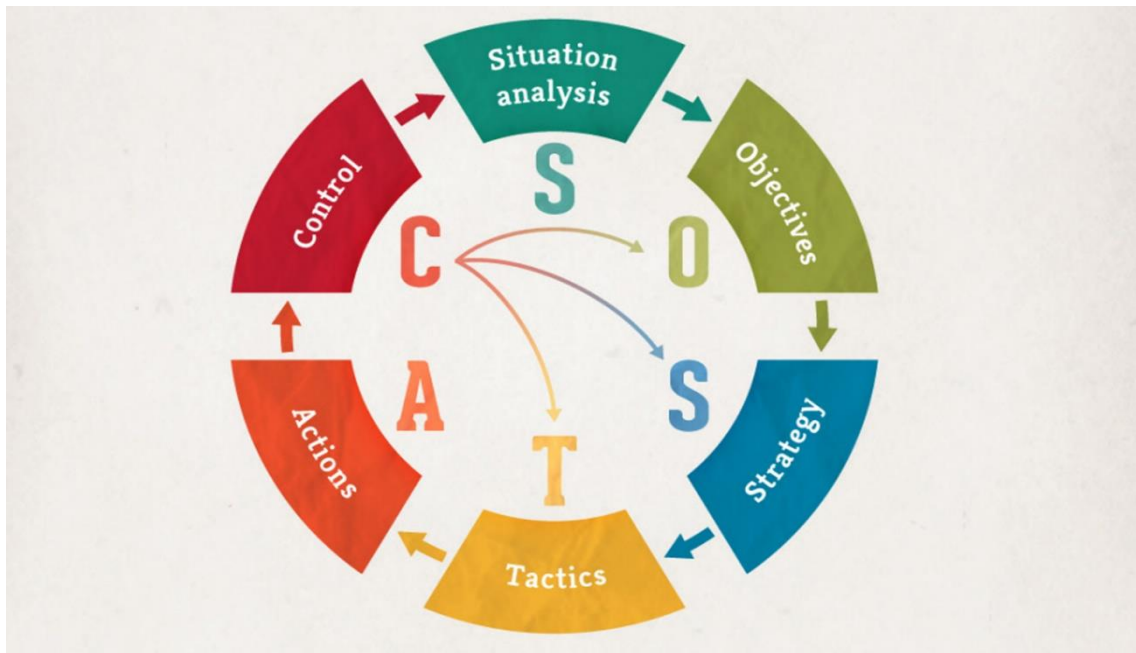 Situation
analysis
S
Objectives
O
Strategy
S
Tactics
T
Actions
A
Control
C